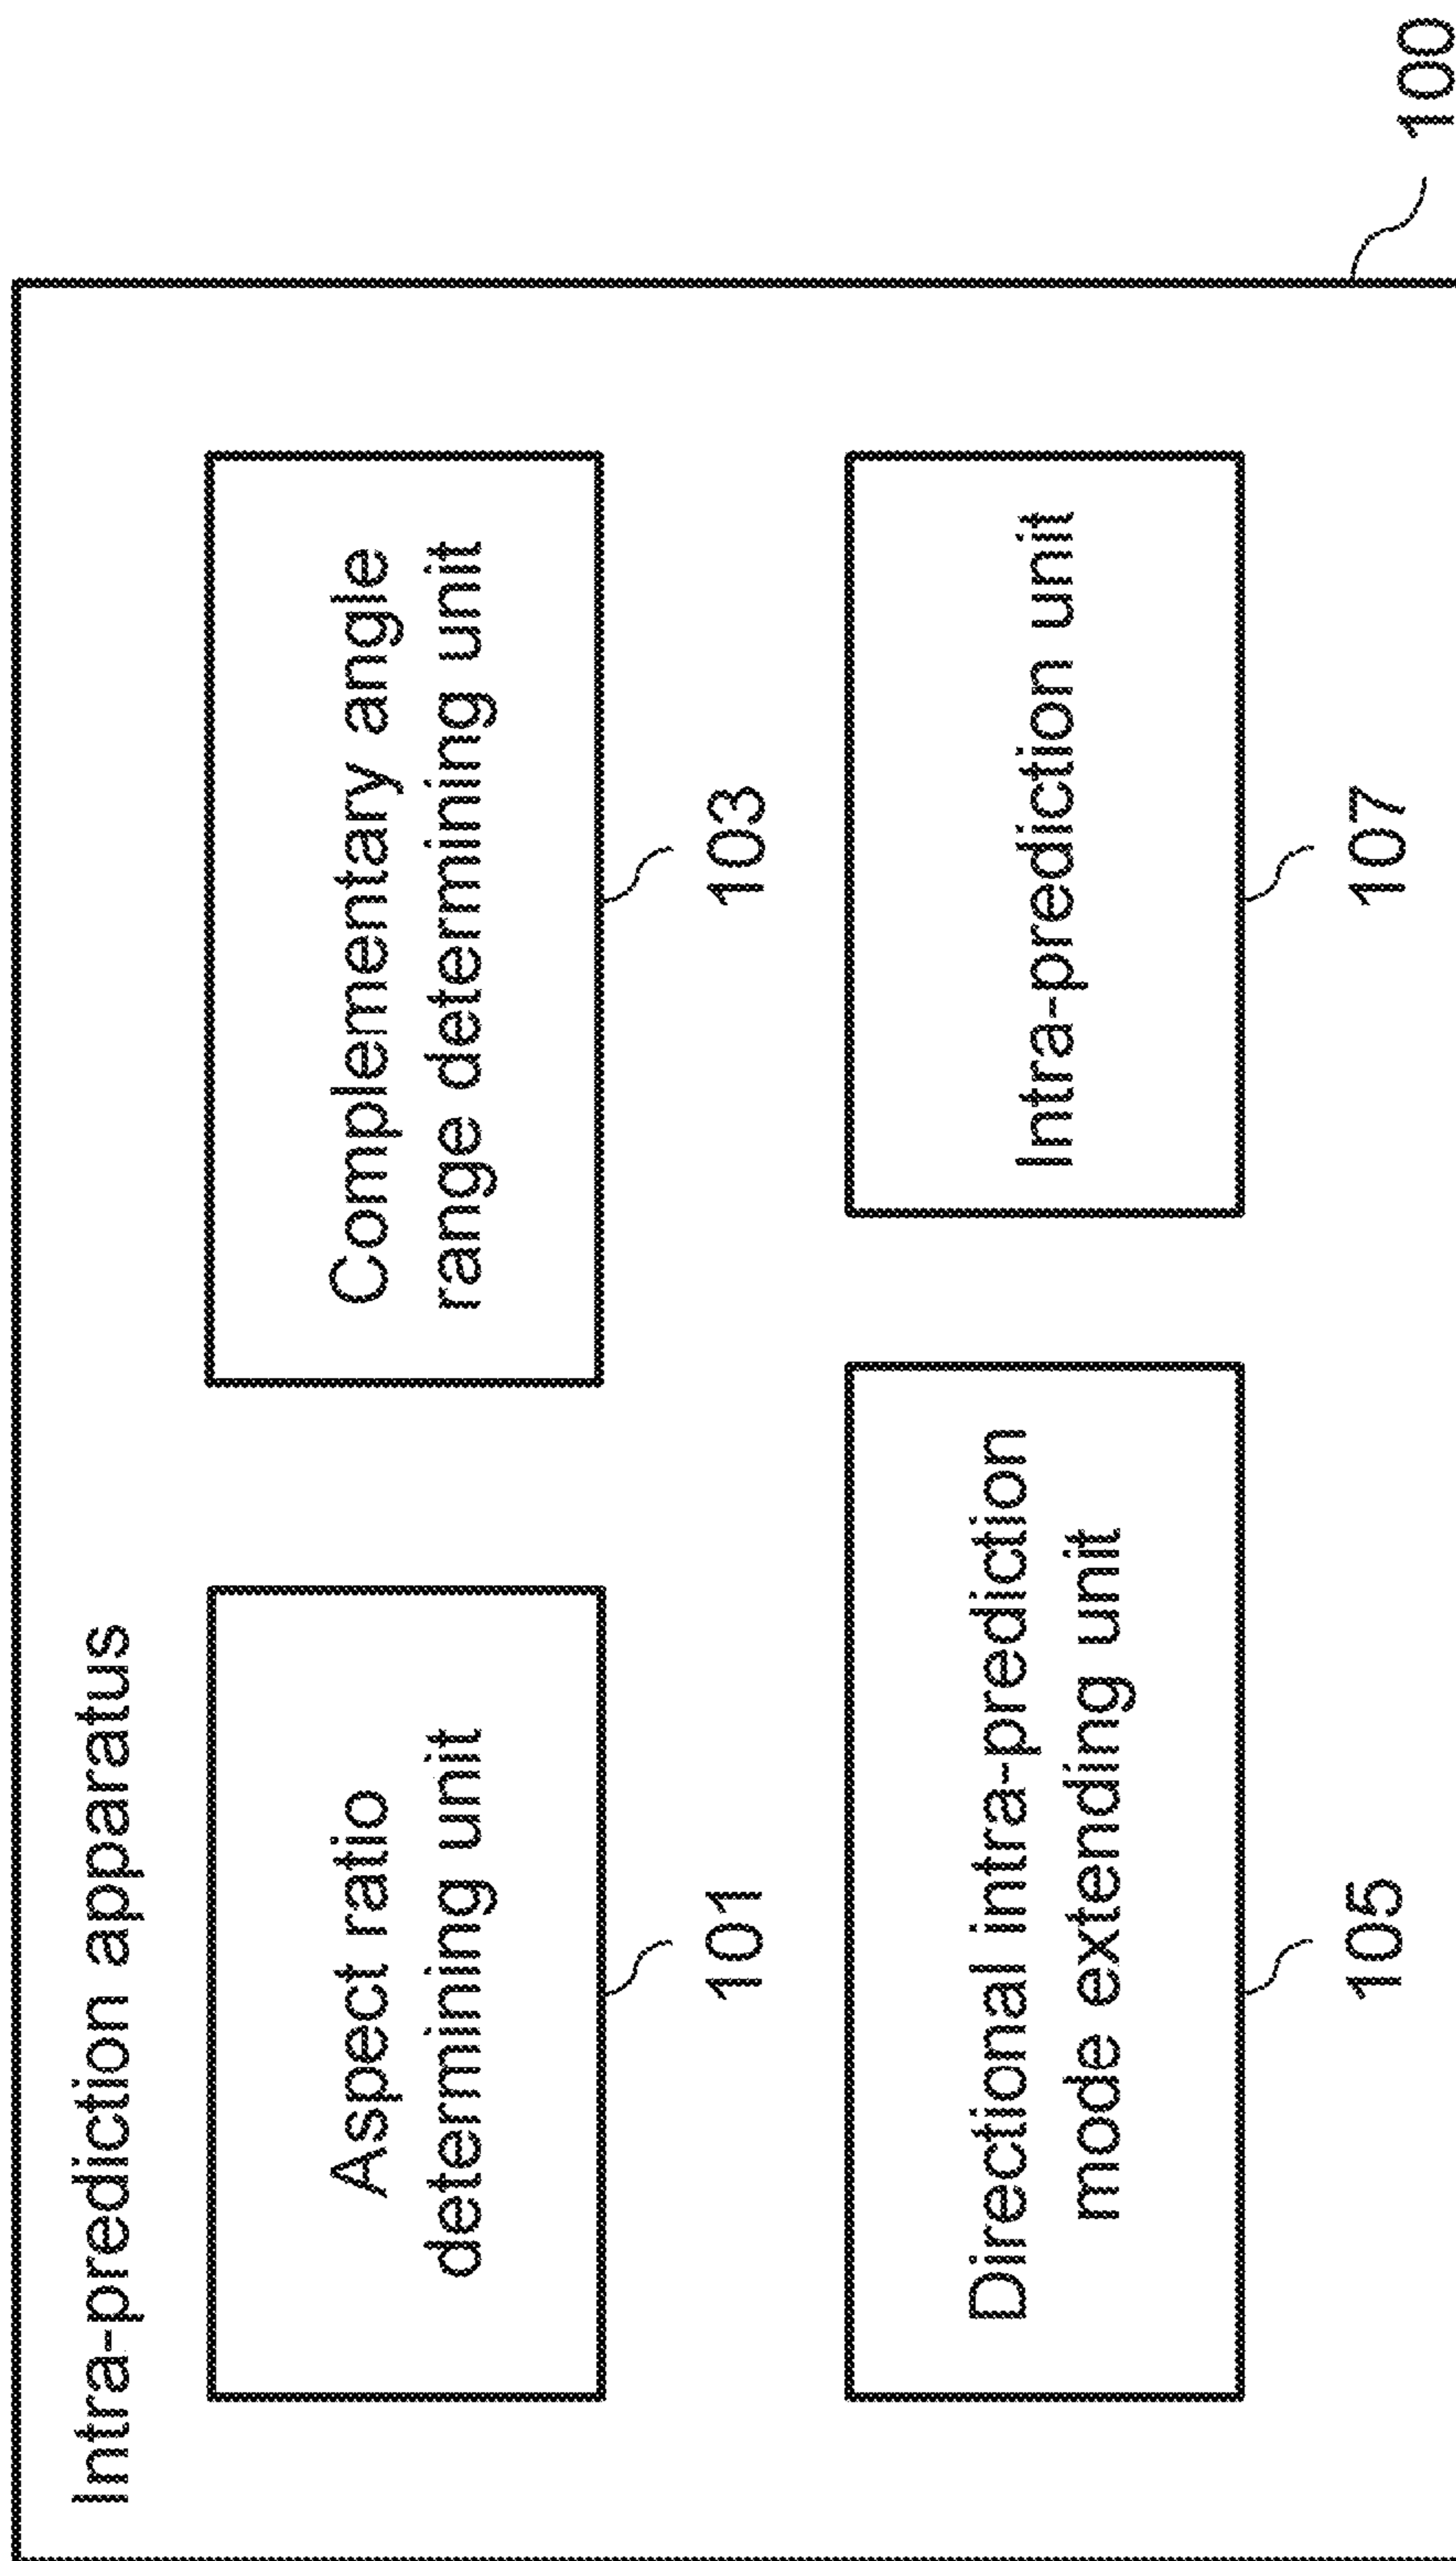 Intra-prediction apparatus
Aspect ratio
determining unit
101
Complementary angle
range determining unit
103
Directional intra-prediction
mode extending unit
105
Intra-prediction unit
107
100